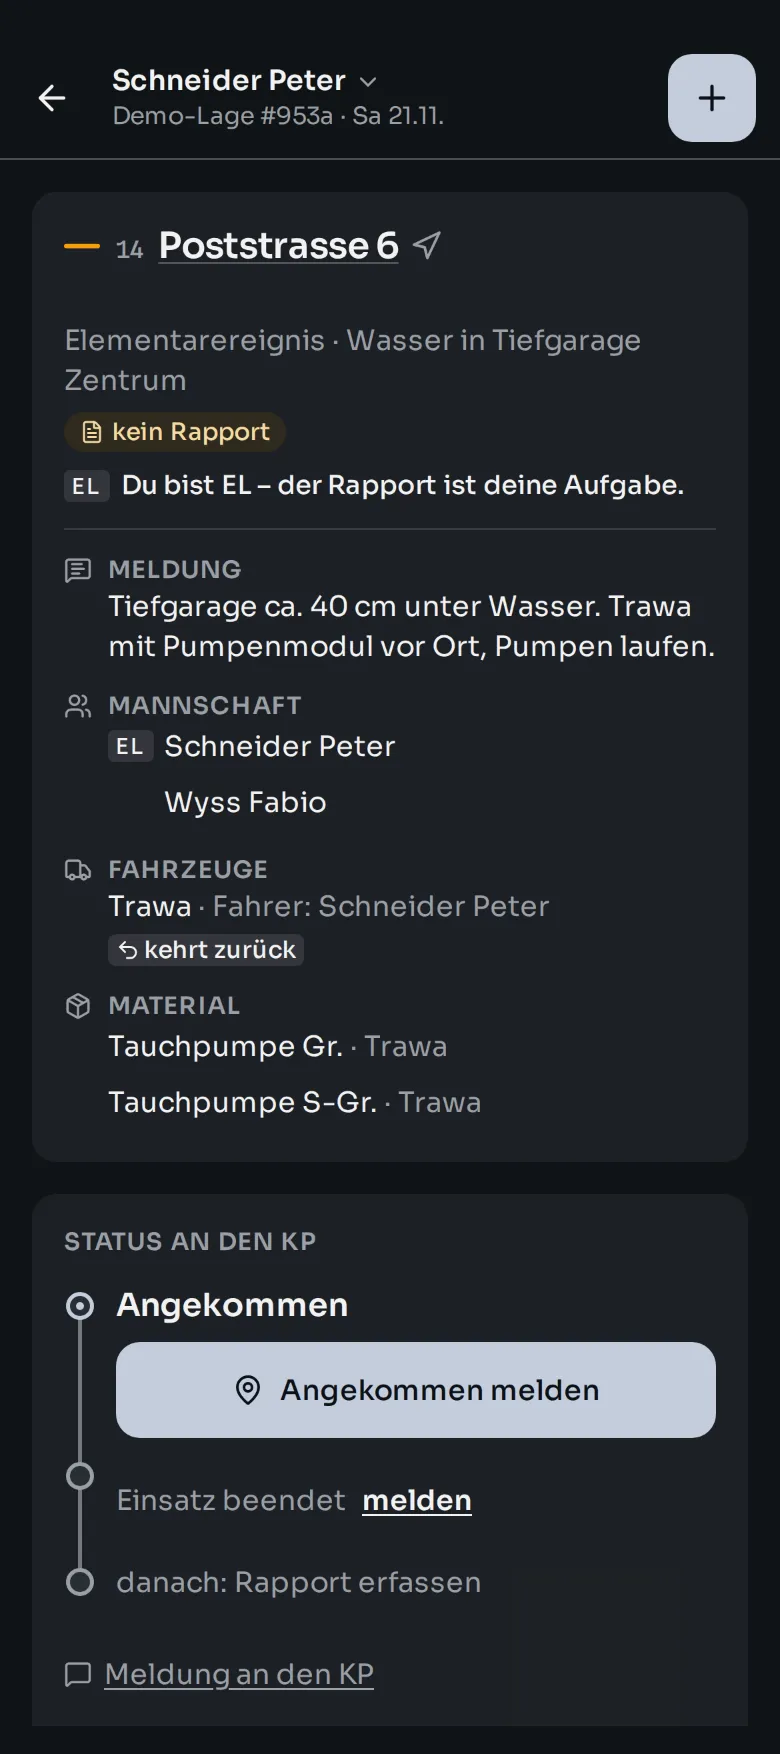 Schneider Peter
Demo-Lage #953a · Sa 21.11.
14 Poststrasse 6
Elementarereignis · Wasser in Tiefgarage
Zentrum
kein Rapport
EL Du bist EL – der Rapport ist deine Aufgabe.
MELDUNG
Tiefgarage ca. 40 cm unter Wasser. Trawa
mit Pumpenmodul vor Ort, Pumpen laufen.
MANNSCHAFT
EL Schneider Peter
Wyss Fabio
FAHRZEUGE
Trawa · Fahrer: Schneider Peter
kehrt zurück
MATERIAL
Tauchpumpe Gr. · Trawa
Tauchpumpe S-Gr. · Trawa
STATUS AN DEN KP
Angekommen
Angekommen melden
Einsatz beendet melden
danach: Rapport erfassen
Meldung an den KP